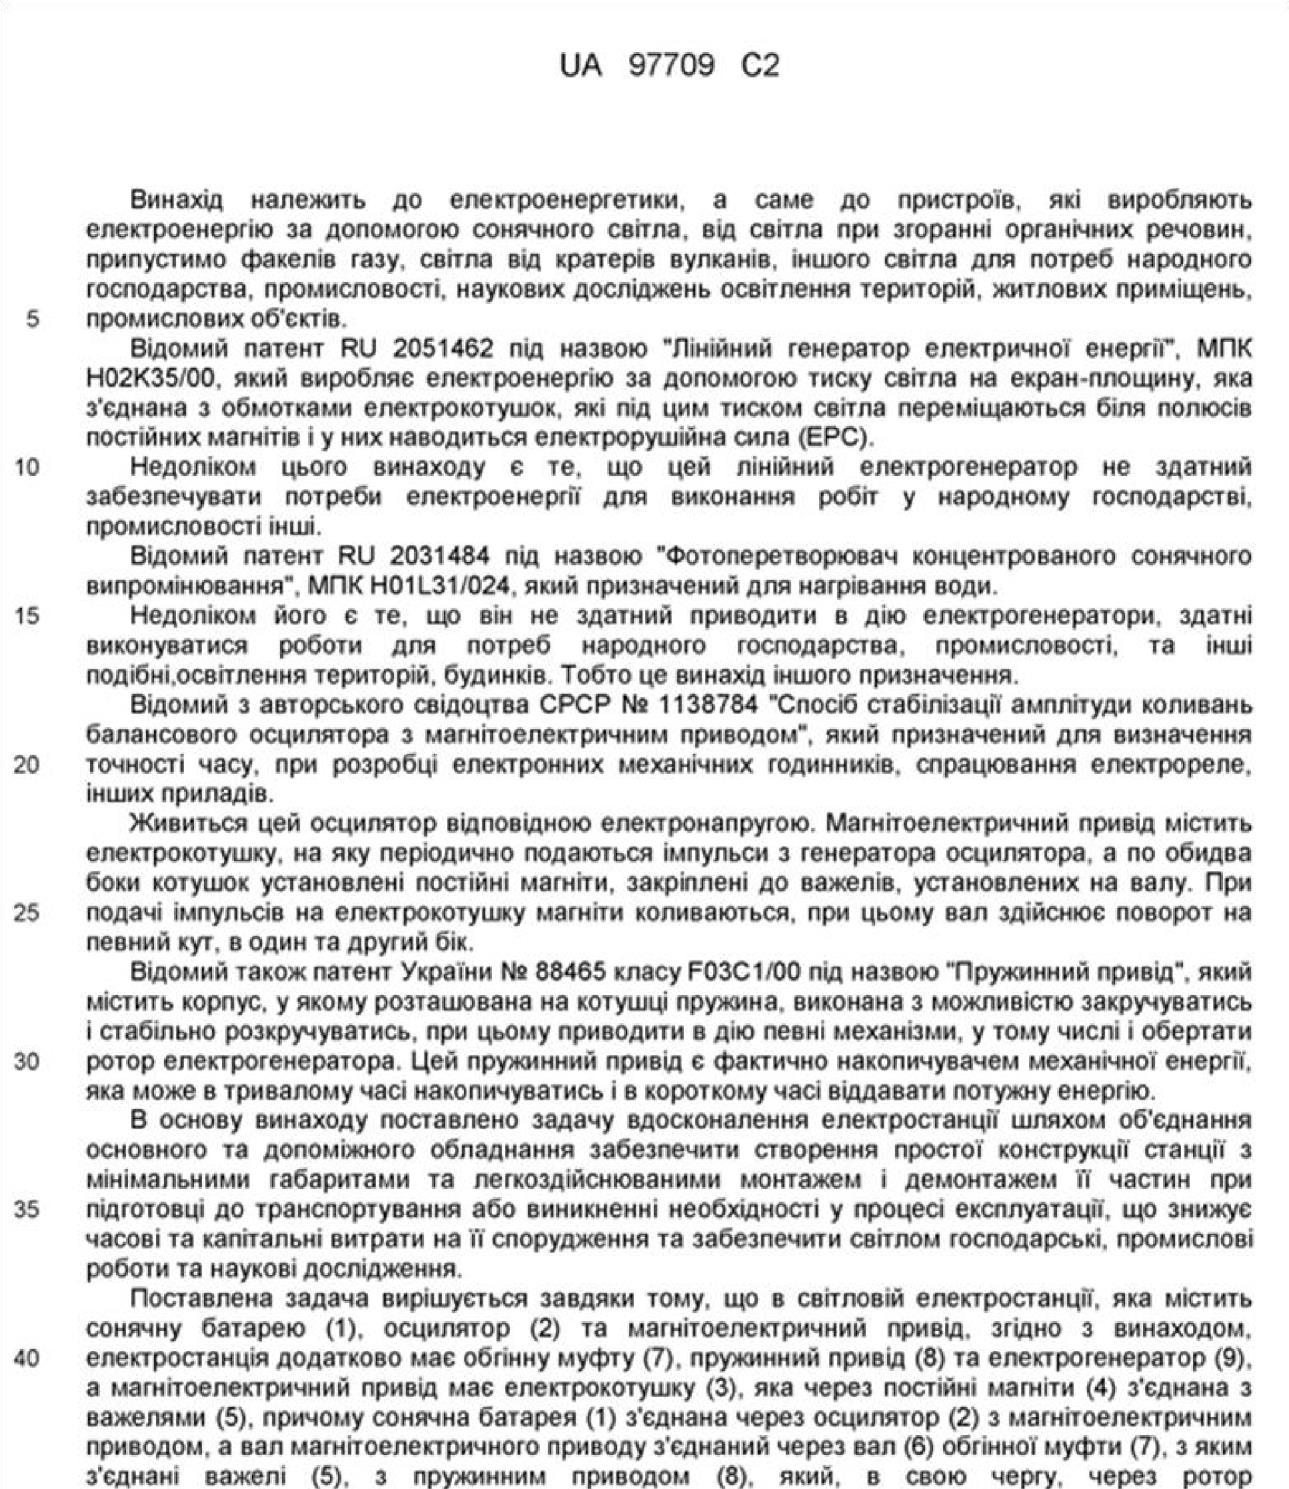 UA 97709 C2
Винахід належить до електроенергетики, а саме до пристроїв, які виробляють
електроенергію за допомогою сонячного світла, від світла при згоранні органічних речовин,
припустимо факелів газу, світла від кратерів вулканів, іншого світла для потреб народного
господарства, промисловості, наукових досліджень освітлення територій, житлових приміщень,
5 промислових об'єктів.
Відомий патент RU 2051462 під назвою "Лінійний генератор електричної енергії", МПК
H02K35/00, який виробляє електроенергію за допомогою тиску світла на екран-площину, яка
з'єднана з обмотками електрокотушок, які під цим тиском світла переміщаються біля полюсів
постійних магнітів і у них наводиться електрорушійна сила (ЕРС).
10 Недоліком цього винаходу є те, що цей лінійний електрогенератор не здатний
забезпечувати потреби електроенергії для виконання робіт у народному господарстві,
промисловості інші.
Відомий патент RU 2031484 під назвою "Фотоперетворювач концентрованого сонячного
випромінювання", МПК H01L31/024, який призначений для нагрівання води.
15 Недоліком його є те, що він не здатний приводити в дію електрогенератори, здатні
виконуватися роботи для потреб народного господарства, промисловості, та інші
подібні,освітлення територій, будинків. Тобто це винахід іншого призначення.
Відомий з авторського свідоцтва СРСР № 1138784 "Спосіб стабілізації амплітуди коливань
балансового осцилятора з магнітоелектричним приводом", який призначений для визначення
20 точності часу, при розробці електронних механічних годинників, спрацювання електрореле,
інших приладів.
Живиться цей осцилятор відповідною електронапругою. Магнітоелектричний привід містить
електрокотушку, на яку періодично подаються імпульси з генератора осцилятора, а по обидва
боки котушок установлені постійні магніти, закріплені до важелів, установлених на валу. При
25 подачі імпульсів на електрокотушку магніти коливаються, при цьому вал здійснює поворот на
певний кут, в один та другий бік.
Відомий також патент України № 88465 класу F03C1/00 під назвою "Пружинний привід", який
містить корпус, у якому розташована на котушці пружина, виконана з можливістю закручуватись
і стабільно розкручуватись, при цьому приводити в дію певні механізми, у тому числі і обертати
30 ротор електрогенератора. Цей пружинний привід є фактично накопичувачем механічної енергії,
яка може в тривалому часі накопичуватись і в короткому часі віддавати потужну енергію.
В основу винаходу поставлено задачу вдосконалення електростанції шляхом об'єднання
основного та допоміжного обладнання забезпечити створення простої конструкції станції з
мінімальними габаритами та легкоздійснюваними монтажем і демонтажем її частин при
35 підготовці до транспортування або виникненні необхідності у процесі експлуатації, що знижує
часові та капітальні витрати на її спорудження та забезпечити світлом господарські, промислові
роботи та наукові дослідження.
Поставлена задача вирішується завдяки тому, що в світловій електростанції, яка містить
сонячну батарею (1), осцилятор (2) та магнітоелектричний привід, згідно з винаходом,
40 електростанція додатково має обгінну муфту (7), пружинний привід (8) та електрогенератор (9),
а магнітоелектричний привід має електрокотушку (3), яка через постійні магніти (4) з'єднана з
важелями (5), причому сонячна батарея (1) з'єднана через осцилятор (2) з магнітоелектричним
приводом, а вал магнітоелектричного приводу з'єднаний через вал (6) обгінної муфти (7), з яким
з'єднані важелі (5), з пружинним приводом (8), який, в свою чергу, через ротор